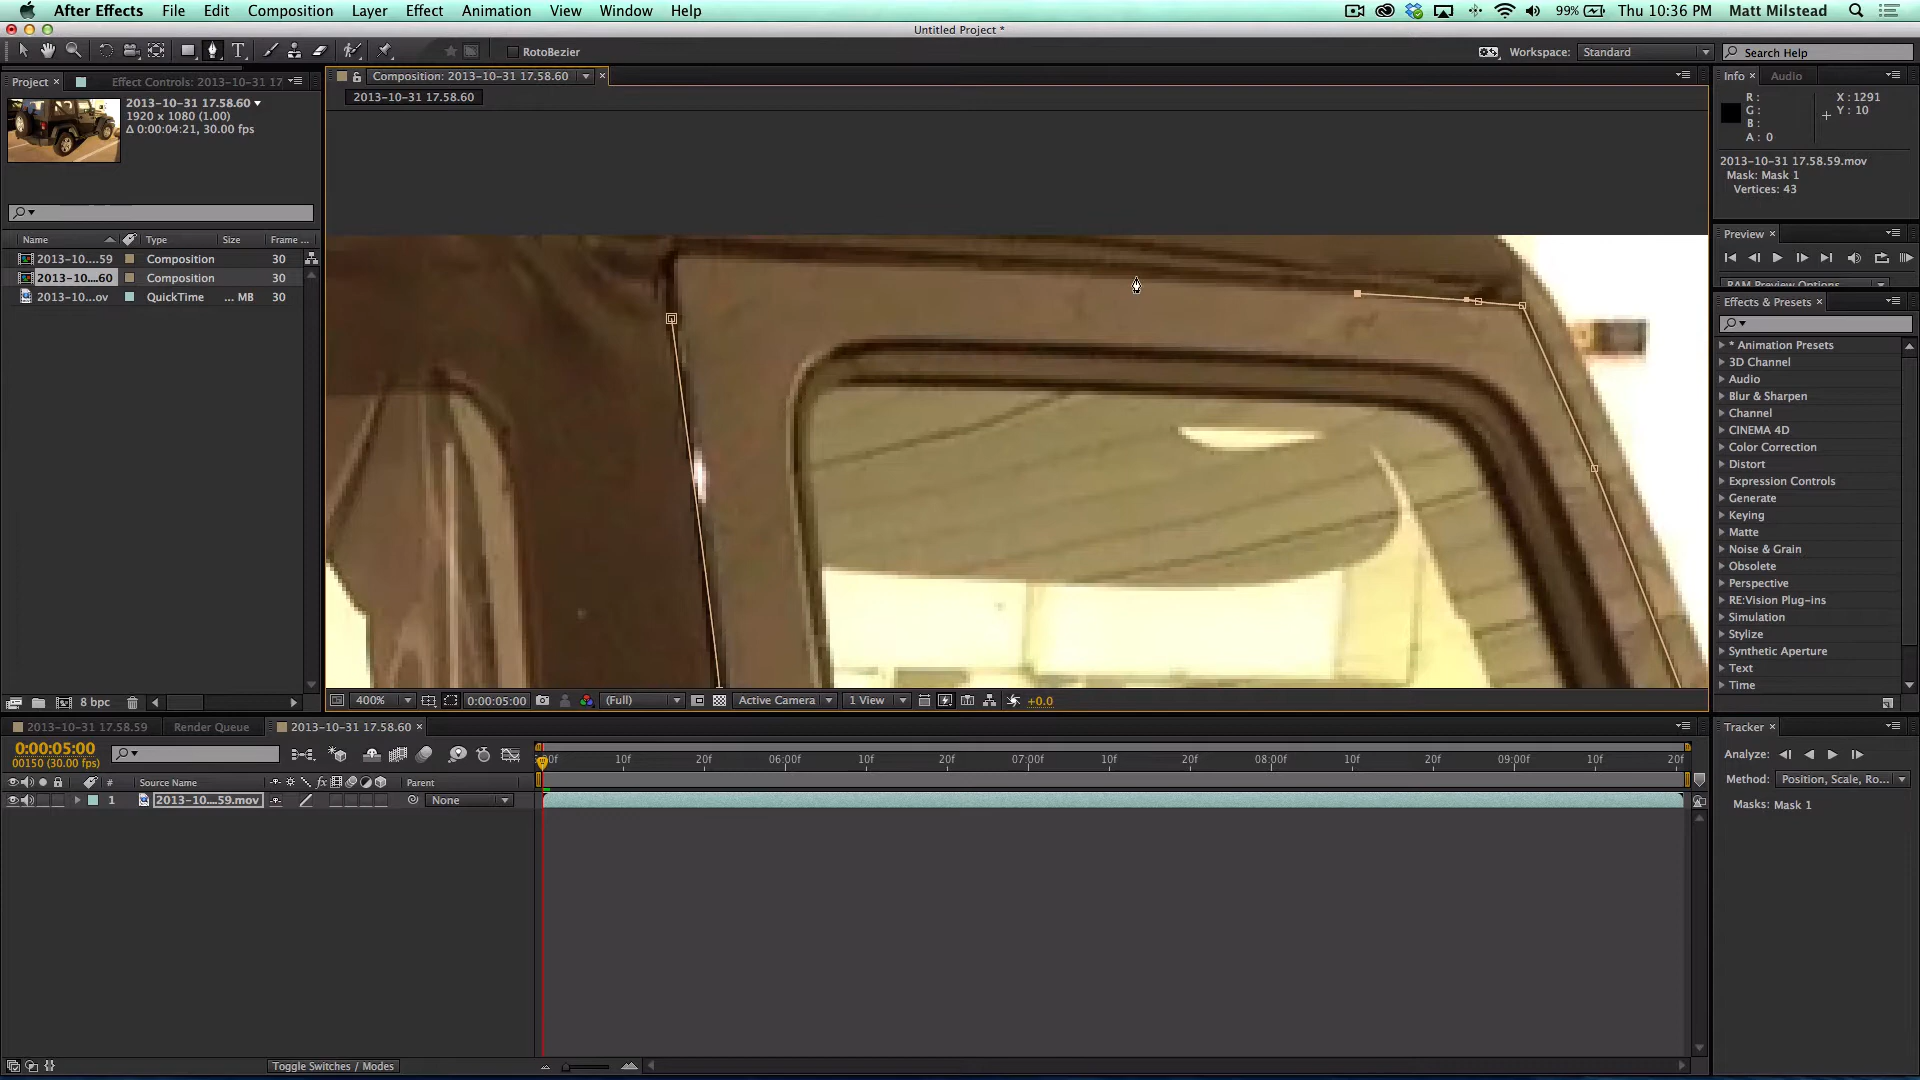 After Effects File Edit Composition Layer Effect Animation View Window Help 99% Thu 10:36 PM Matt Milstead
Untitled Project *
T RotoBezier Workspace: Standard Search Help
Project × Effect Controls: 2013-10-31 17
Composition: 2013-10-31 17.58.60 ×
Info × Audio
2013-10-31 17.58.60
1920 x 1080 (1.00)
Δ 0:00:04:21, 30.00 fps
2013-10-31 17.58.60
R :
G :
B :
A : 0
X : 1291
Y : 10
2013-10-31 17.58.59.mov
Mask: Mask 1
Vertices: 43
Name Type Size Frame ...
2013-10....59 Composition 30
2013-10....60 Composition 30
2013-10...ov QuickTime ... MB 30
Preview ×
RAM Preview Options
Effects & Presets ×
* Animation Presets
3D Channel
Audio
Blur & Sharpen
Channel
CINEMA 4D
Color Correction
Distort
Expression Controls
Generate
Keying
Matte
Noise & Grain
Obsolete
Perspective
RE:Vision Plug-ins
Simulation
Stylize
Synthetic Aperture
Text
Time
8 bpc
400% 0:00:05:00 (Full) Active Camera 1 View +0.0
2013-10-31 17.58.59 Render Queue 2013-10-31 17.58.60 ×
0:00:05:00
00150 (30.00 fps)
# Source Name fx Parent
1 2013-10....59.mov None
0f 10f 20f 06:00f 10f 20f 07:00f 10f 20f 08:00f 10f 20f 09:00f 10f 20f
Tracker ×
Analyze:
Method: Position, Scale, Ro...
Masks: Mask 1
Toggle Switches / Modes